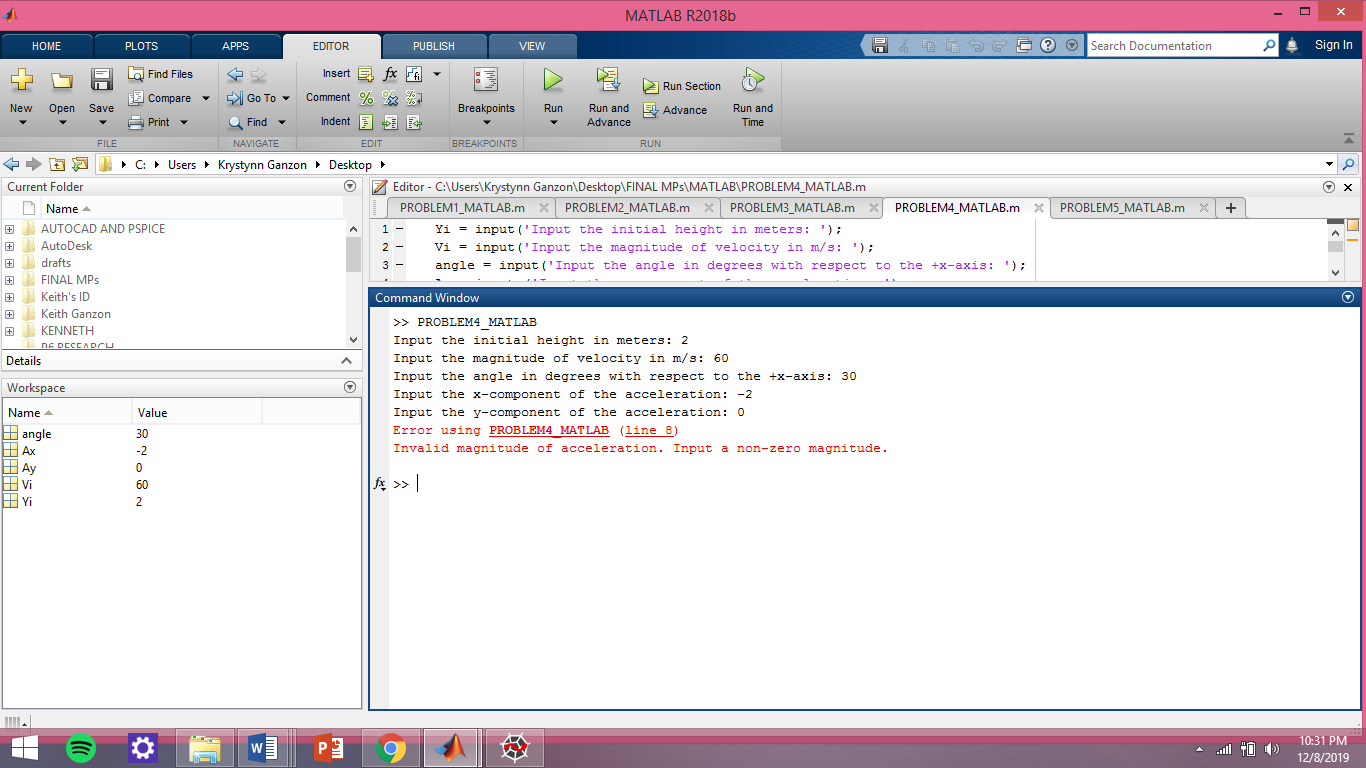 MATLAB R2018b
HOME PLOTS APPS EDITOR PUBLISH VIEW
Search Documentation Sign In
New Open Save Find Files Compare Print
Go To Find
Insert fx
Comment
Indent
Breakpoints
Run Run and Advance Run Section Advance Run and Time
FILE NAVIGATE EDIT BREAKPOINTS RUN
C: Users Krystynn Ganzon Desktop
Current Folder
Name
AUTOCAD AND PSPICE
AutoDesk
drafts
FINAL MPs
Keith's ID
Keith Ganzon
KENNETH
P6 RESEARCH
Details
Workspace
Name Value
angle 30
Ax -2
Ay 0
Vi 60
Yi 2
Editor - C:\Users\Krystynn Ganzon\Desktop\FINAL MPs\MATLAB\PROBLEM4_MATLAB.m
PROBLEM1_MATLAB.m PROBLEM2_MATLAB.m PROBLEM3_MATLAB.m PROBLEM4_MATLAB.m PROBLEM5_MATLAB.m
1 - Yi = input('Input the initial height in meters: ');
2 - Vi = input('Input the magnitude of velocity in m/s: ');
3 - angle = input('Input the angle in degrees with respect to the +x-axis: ');
Command Window
>> PROBLEM4_MATLAB
Input the initial height in meters: 2
Input the magnitude of velocity in m/s: 60
Input the angle in degrees with respect to the +x-axis: 30
Input the x-component of the acceleration: -2
Input the y-component of the acceleration: 0
Error using PROBLEM4_MATLAB (line 8)
Invalid magnitude of acceleration. Input a non-zero magnitude.
fx >>
10:31 PM
12/8/2019